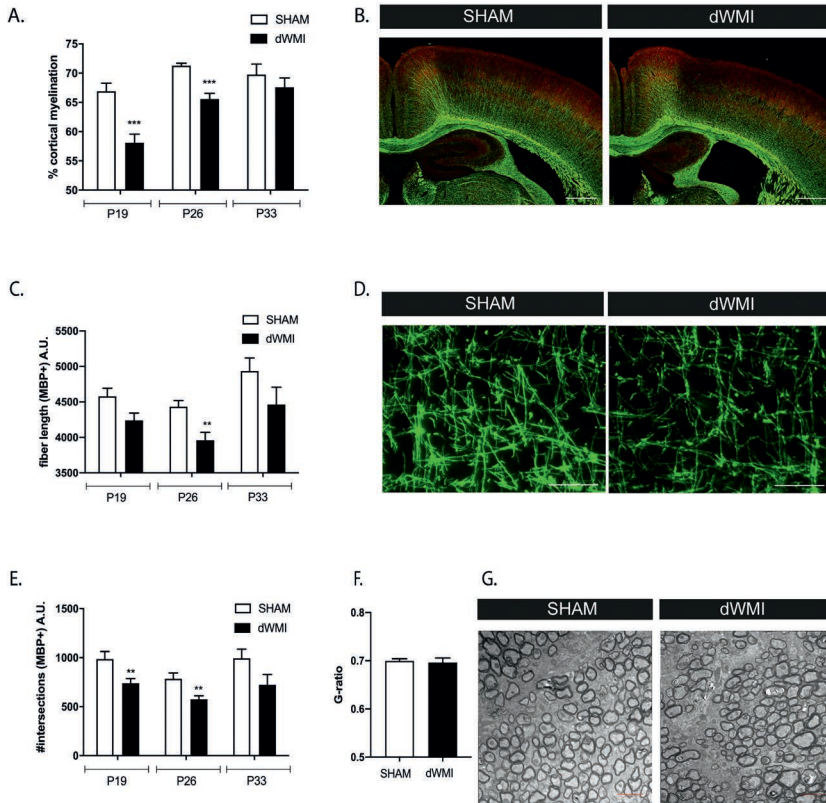 A.
SHAM
dWMI
% cortical myelination
75
70
65
60
55
50
***
***
P19
P26
P33
B.
SHAM
dWMI
C.
SHAM
dWMI
fiber length (MBP+) A.U.
5500
5000
4500
4000
3500
**
P19
P26
P33
D.
SHAM
dWMI
E.
SHAM
dWMI
#intersections (MBP+) A.U.
1500
1000
500
0
**
**
P19
P26
P33
F.
G-ratio
0.8
0.7
0.6
0.5
SHAM
dWMI
G.
SHAM
dWMI